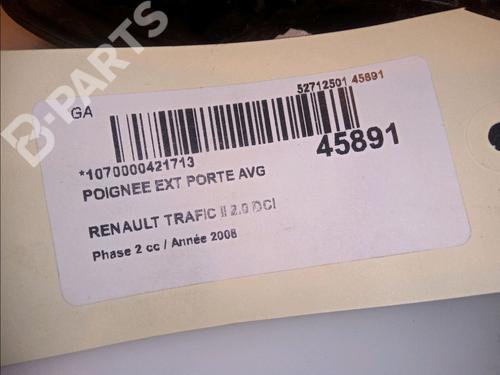 B-PARTS
GA
52712501 45891
*1070000421713
45891
POIGNEE EXT PORTE AVG
RENAULT TRAFIC II 2.0 DCI
Phase 2 cc / Année 2008